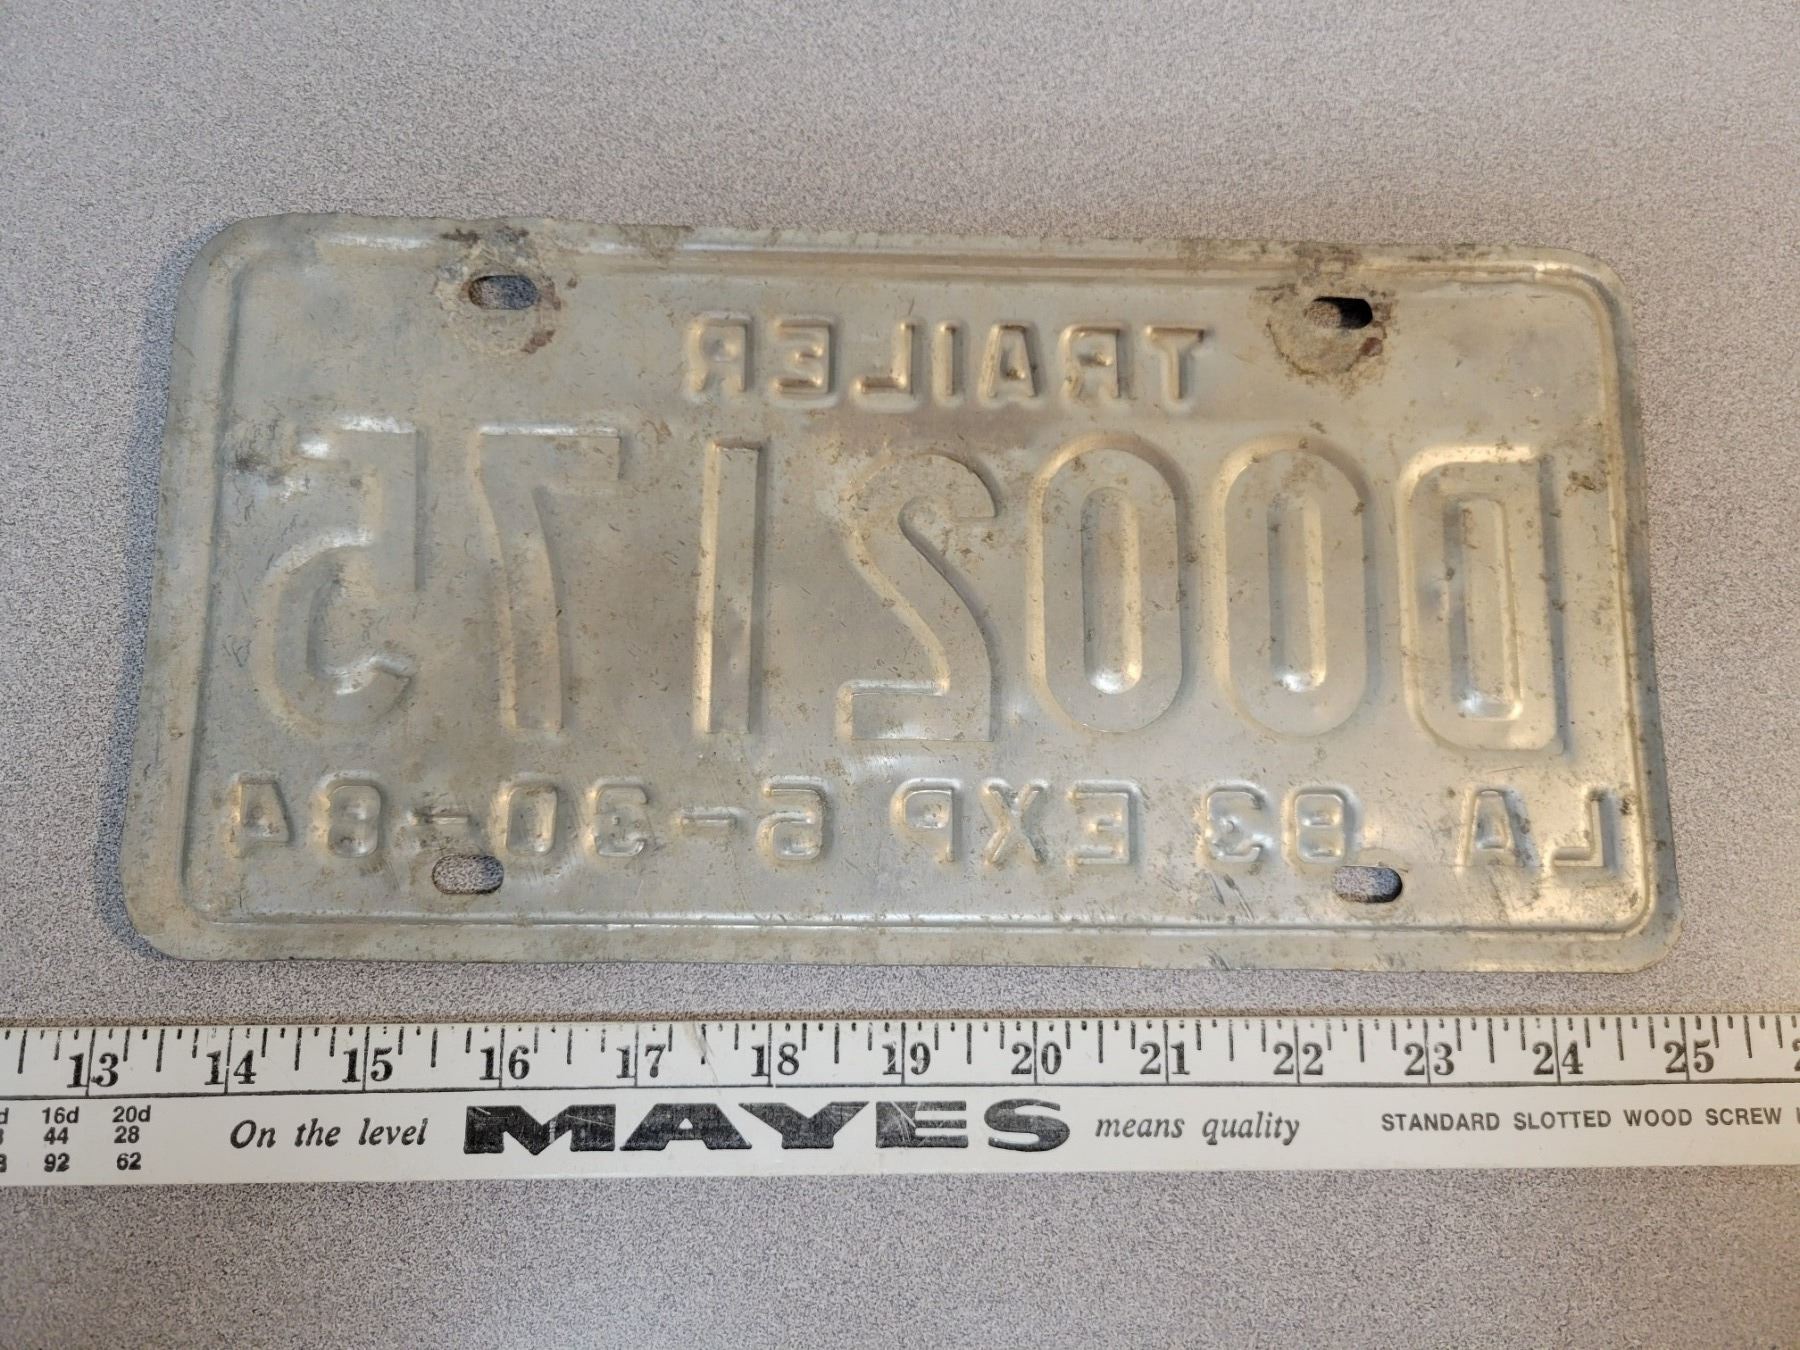 TRAILER
D002175
LA 83 EXP 6-30-84
13 14 15 16 17 18 19 20 21 22 23 24 25
16d 20d
44 28
92 62
On the level MAYES means quality
STANDARD SLOTTED WOOD SCREW